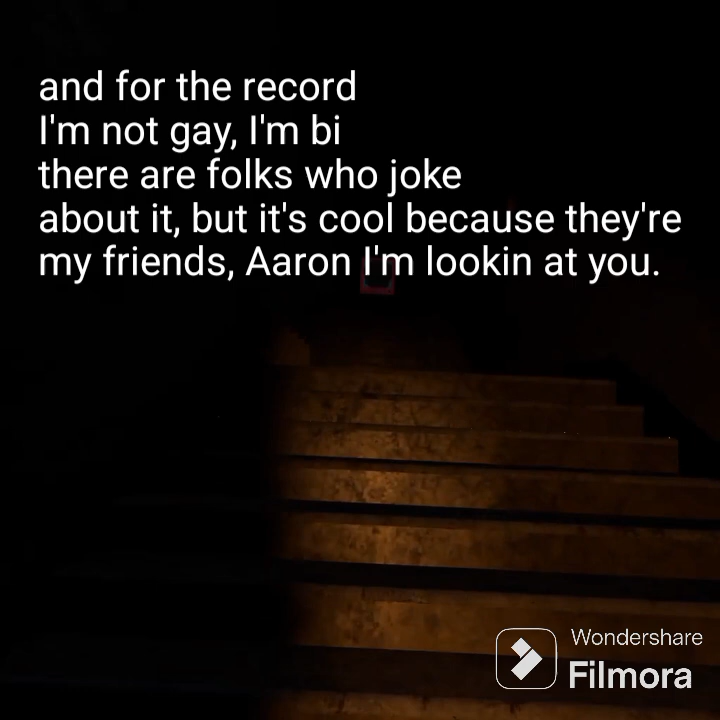 and for the record
I'm not gay, I'm bi
there are folks who joke
about it, but it's cool because they're
my friends, Aaron I'm lookin at you.
Wondershare
Filmora